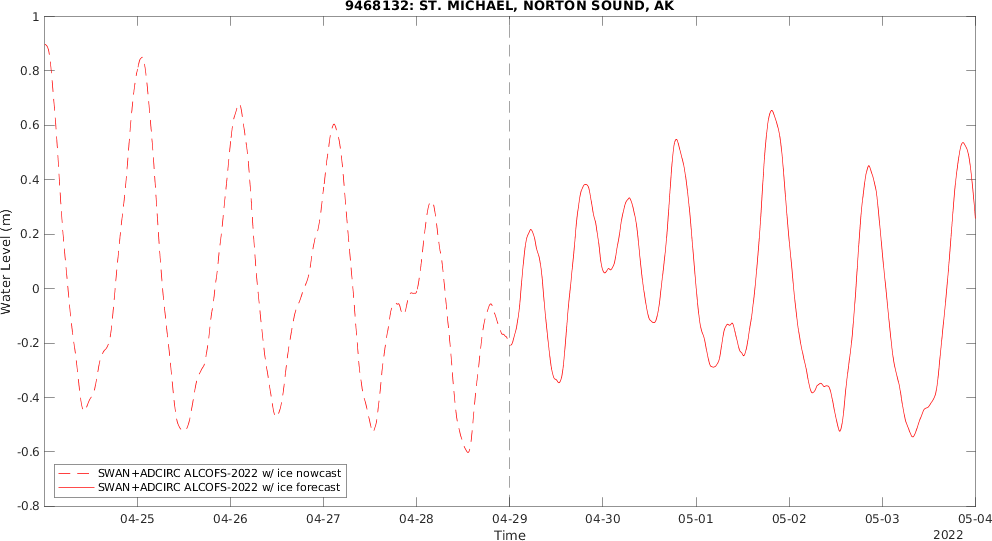 9468132: ST. MICHAEL, NORTON SOUND, AK
Water Level (m)
1
0.8
0.6
0.4
0.2
0
-0.2
-0.4
-0.6
-0.8
SWAN+ADCIRC ALCOFS-2022 w/ ice nowcast
SWAN+ADCIRC ALCOFS-2022 w/ ice forecast
04-25 04-26 04-27 04-28 04-29 04-30 05-01 05-02 05-03 05-04
Time
2022